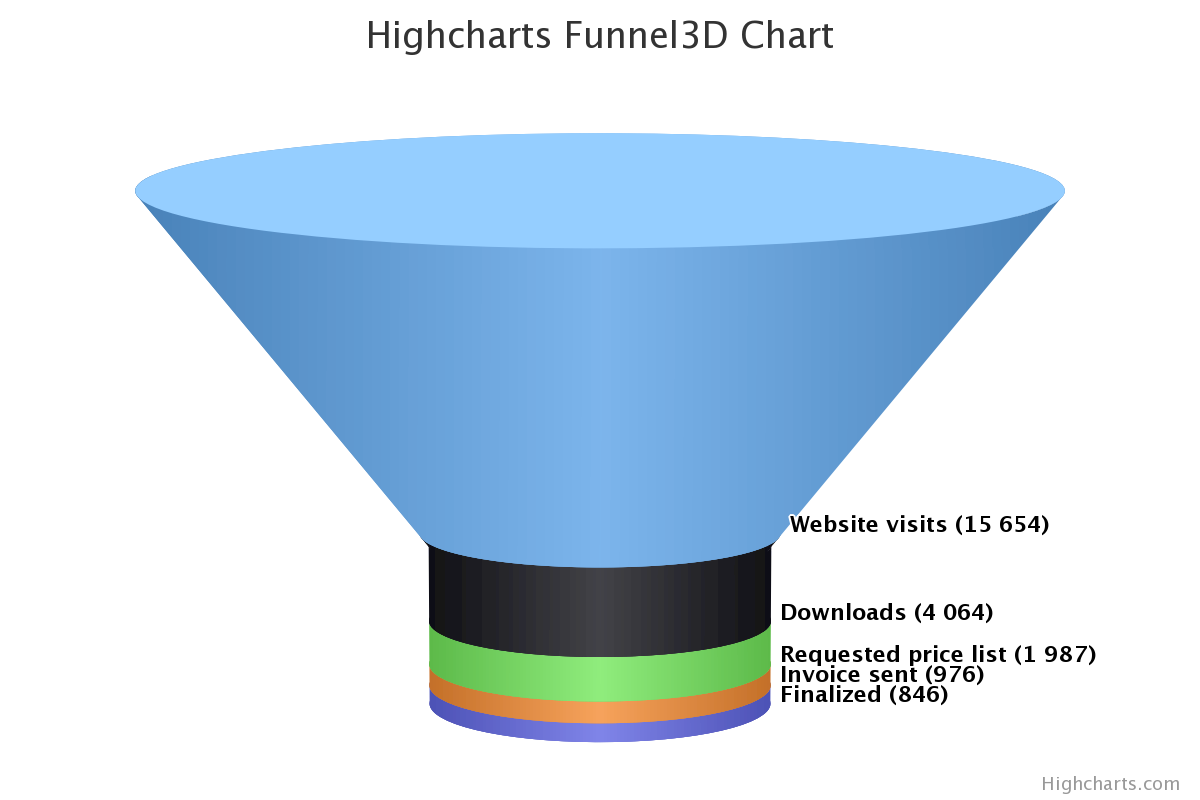 Highcharts Funnel3D Chart
Website visits (15 654)
Downloads (4 064)
Requested price list (1 987)
Invoice sent (976)
Finalized (846)
Highcharts.com